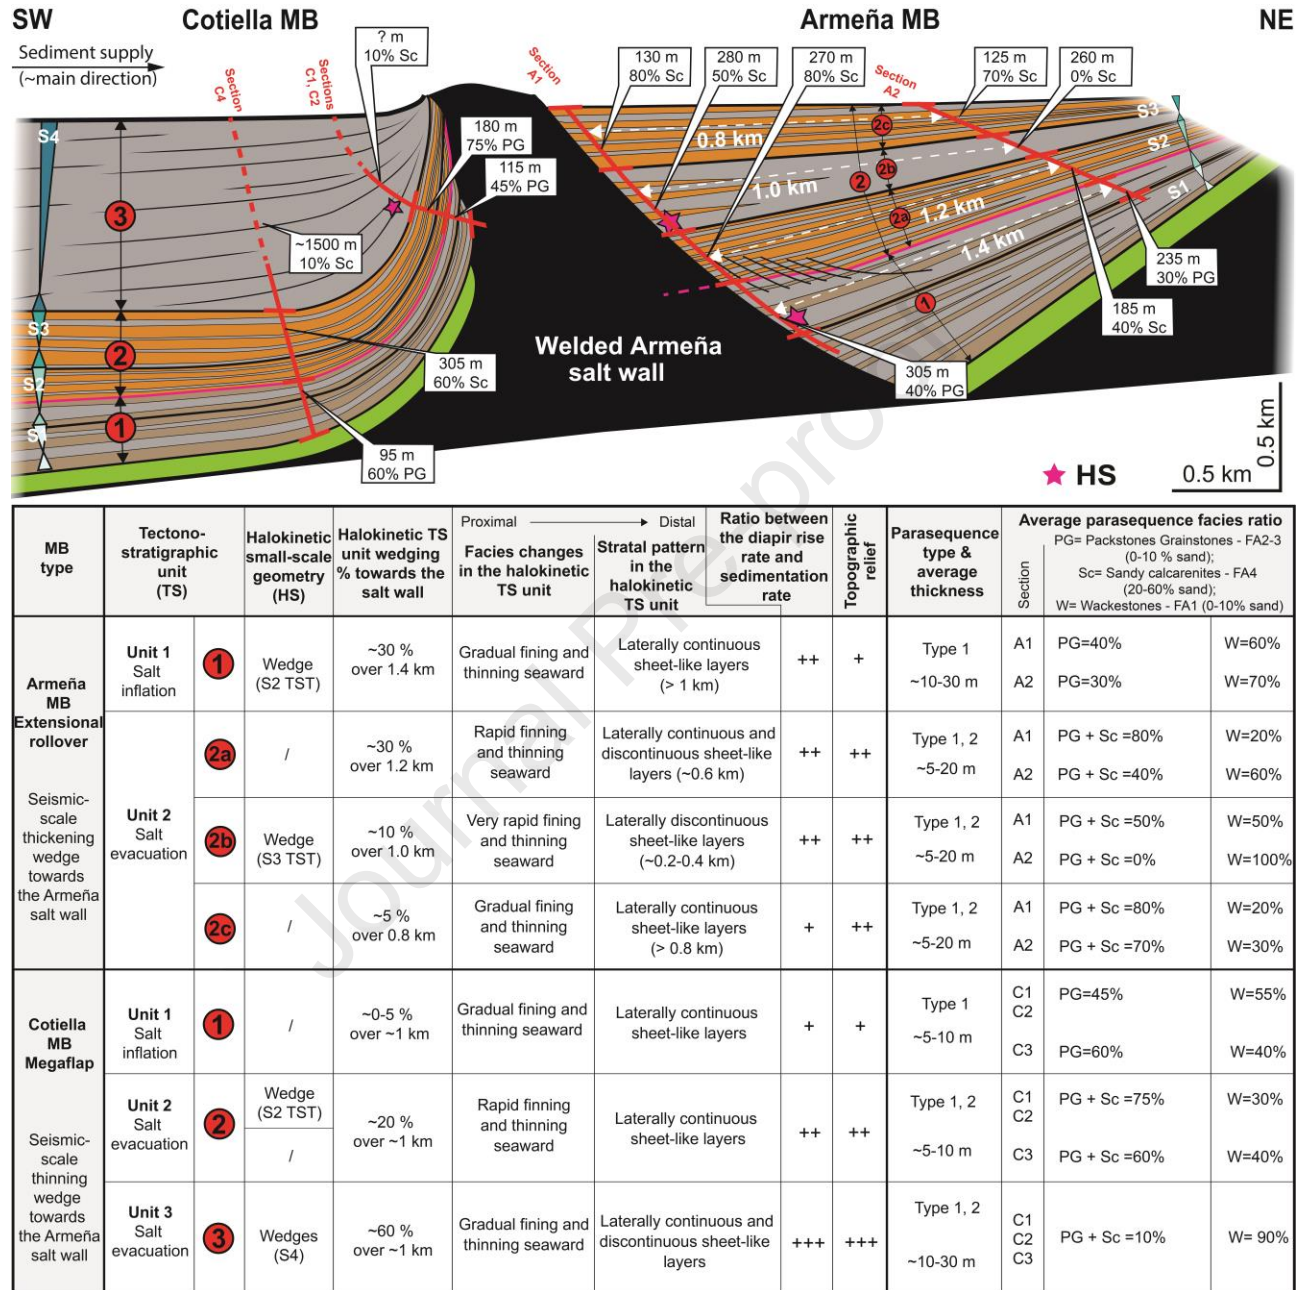 SW
Cotiella MB
Armeña MB
NE
Sediment supply
(~main direction)
Section
C4
Sections
C1, C2
? m
10% Sc
Section
A1
130 m
80% Sc
280 m
50% Sc
270 m
80% Sc
Section
A2
125 m
70% Sc
260 m
0% Sc
S4
S3
S2
S1
3
2
1
180 m
75% PG
115 m
45% PG
~1500 m
10% Sc
305 m
60% Sc
95 m
60% PG
0.8 km
1.0 km
1.2 km
1.4 km
2c
2b
2
2a
1
S3
S2
S1
235 m
30% PG
185 m
40% Sc
305 m
40% PG
Welded Armeña
salt wall
HS
0.5 km
0.5 km
Journal Pre-proof
MB
type
Tectono-
stratigraphic
unit
(TS)
Halokinetic
small-scale
geometry
(HS)
Halokinetic TS
unit wedging
% towards the
salt wall
Proximal
Distal
Facies changes
in the halokinetic
TS unit
Stratal pattern
in the
halokinetic
TS unit
Ratio between
the diapir rise
rate and
sedimentation
rate
Topographic
relief
Parasequence
type &
average
thickness
Section
Average parasequence facies ratio
PG= Packstones Grainstones - FA2-3
(0-10 % sand);
Sc= Sandy calcarenites - FA4
(20-60% sand);
W= Wackestones - FA1 (0-10% sand)
Armeña
MB
Extensional
rollover
Seismic-
scale
thickening
wedge
towards
the Armeña
salt wall
Unit 1
Salt
inflation
1
Wedge
(S2 TST)
~30 %
over 1.4 km
Gradual fining and
thinning seaward
Laterally continuous
sheet-like layers
(> 1 km)
++
+
Type 1
~10-30 m
A1 PG=40% W=60%
A2 PG=30% W=70%
Unit 2
Salt
evacuation
2a
/
~30 %
over 1.2 km
Rapid finning
and thinning
seaward
Laterally continuous and
discontinuous sheet-like
layers (~0.6 km)
++
++
Type 1, 2
~5-20 m
A1 PG + Sc =80% W=20%
A2 PG + Sc =40% W=60%
2b
Wedge
(S3 TST)
~10 %
over 1.0 km
Very rapid fining
and thinning
seaward
Laterally discontinuous
sheet-like layers
(~0.2-0.4 km)
++
++
Type 1, 2
~5-20 m
A1 PG + Sc =50% W=50%
A2 PG + Sc =0% W=100%
2c
/
~5 %
over 0.8 km
Gradual fining
and thinning
seaward
Laterally continuous
sheet-like layers
(> 0.8 km)
+
++
Type 1, 2
~5-20 m
A1 PG + Sc =80% W=20%
A2 PG + Sc =70% W=30%
Cotiella
MB
Megaflap
Seismic-
scale
thinning
wedge
towards
the Armeña
salt wall
Unit 1
Salt
inflation
1
/
~0-5 %
over ~1 km
Gradual fining and
thinning seaward
Laterally continuous
sheet-like layers
+
+
Type 1
~5-10 m
C1
C2
PG=45% W=55%
C3 PG=60% W=40%
Unit 2
Salt
evacuation
2
Wedge
(S2 TST)
/
~20 %
over ~1 km
Rapid finning
and thinning
seaward
Laterally continuous
sheet-like layers
++
++
Type 1, 2
~5-10 m
C1
C2
PG + Sc =75% W=30%
C3 PG + Sc =60% W=40%
Unit 3
Salt
evacuation
3
Wedges
(S4)
~60 %
over ~1 km
Gradual fining and
thinning seaward
Laterally continuous and
discontinuous sheet-like
layers
+++
+++
Type 1, 2
~10-30 m
C1
C2
C3
PG + Sc =10% W= 90%